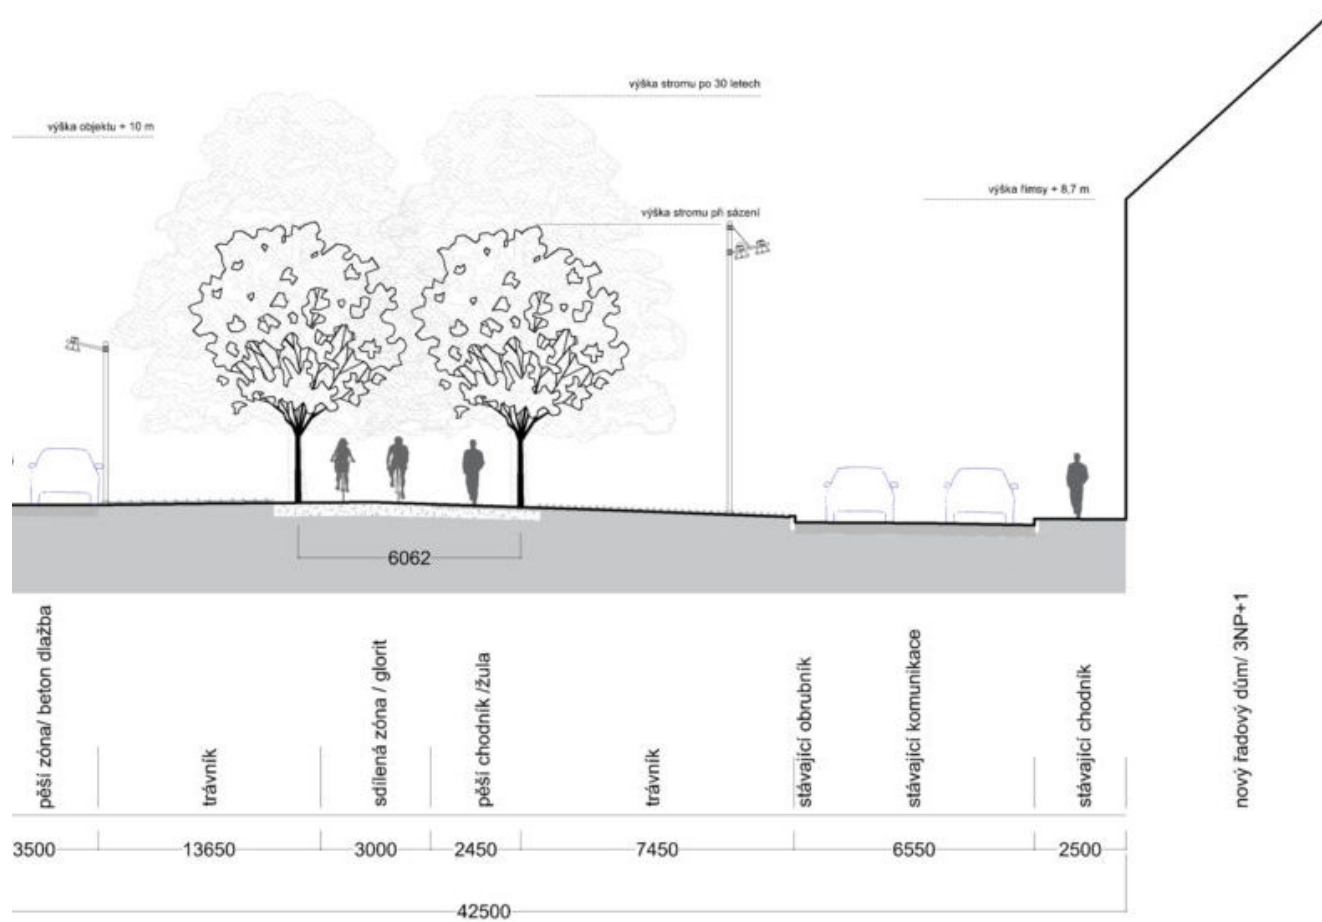 výška stromu po 30 letech
výška objektu + 10 m
výška římsy + 8,7 m
výška stromu při sázení
6062
pěší zóna/ beton dlažba
trávník
sdílená zóna / glorit
pěší chodník /žula
trávník
stávající obrubník
stávající komunikace
stávající chodník
nový řadový dům/ 3NP+1
3500
13650
3000
2450
7450
6550
2500
42500